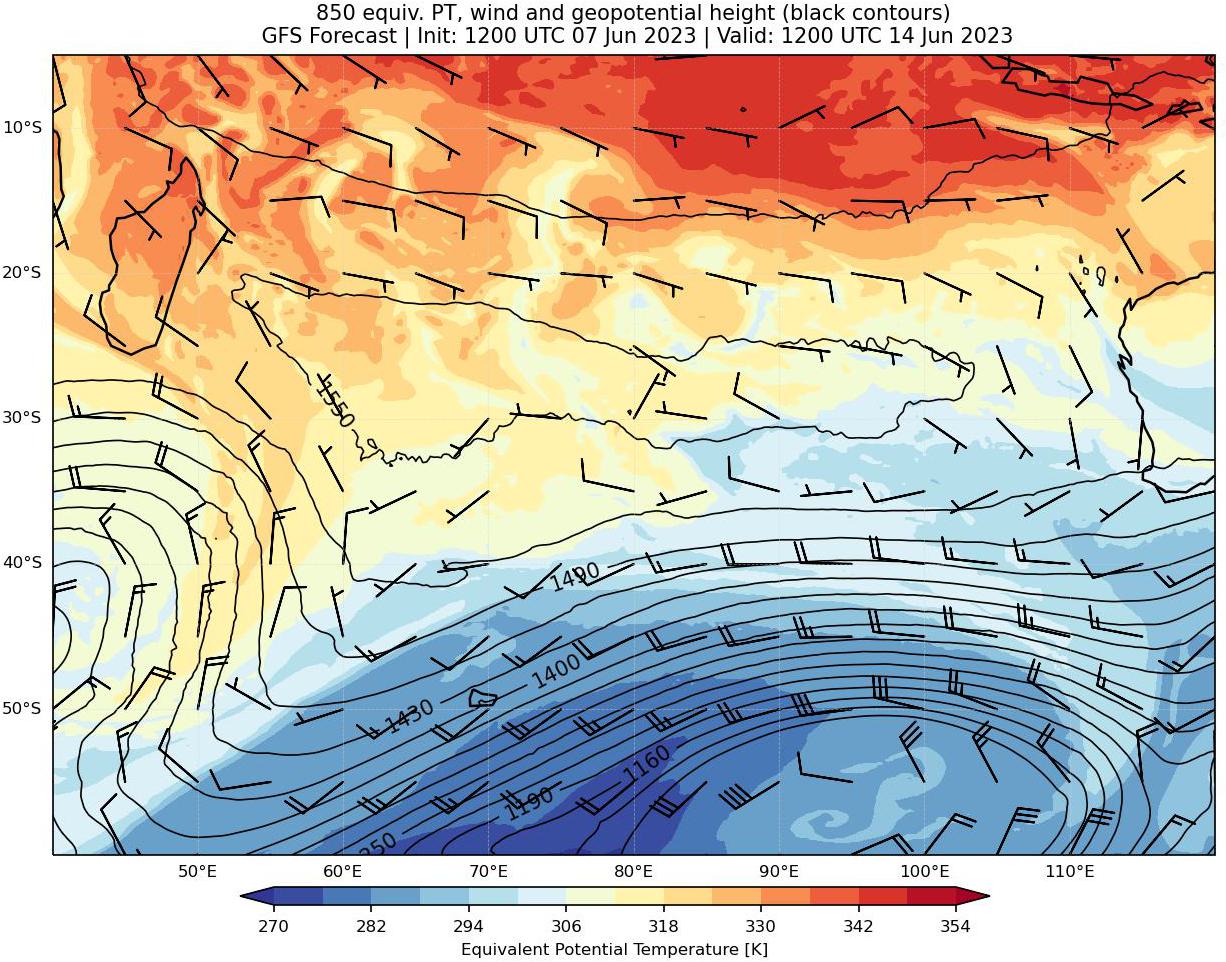 850 equiv. PT, wind and geopotential height (black contours)
GFS Forecast | Init: 1200 UTC 07 Jun 2023 | Valid: 1200 UTC 14 Jun 2023
10°S
20°S
1550
30°S
40°S
1490
1400
50°S
1430
1160
1190
250
50°E
60°E
70°E
80°E
90°E
100°E
110°E
270
282
294
306
318
330
342
354
Equivalent Potential Temperature [K]